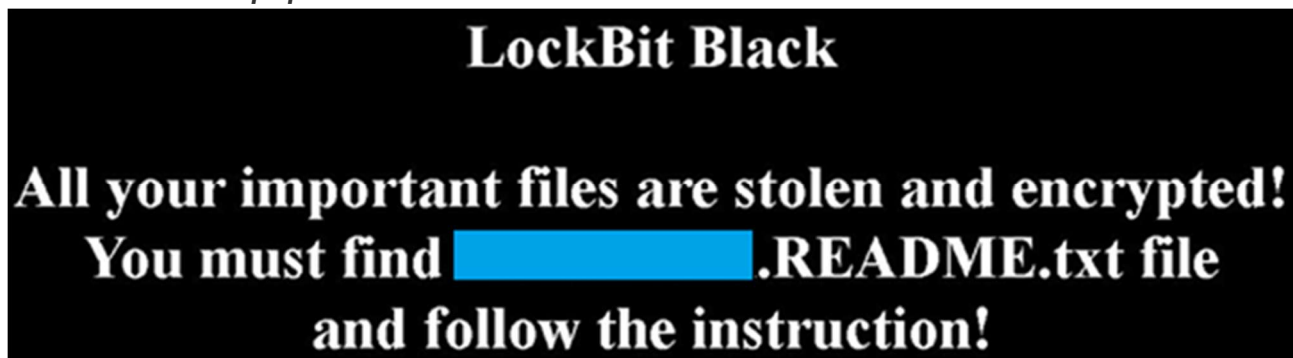 LockBit Black
All your important files are stolen and encrypted!
You must find .README.txt file
and follow the instruction!